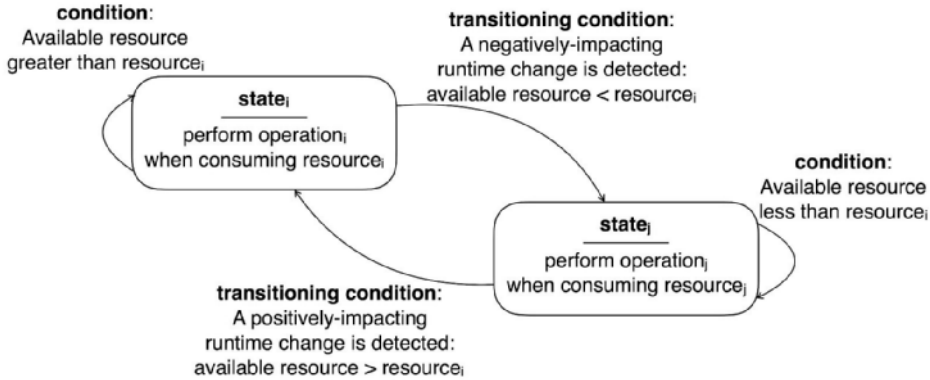 condition:
Available resource
greater than resourceᵢ
transitioning condition:
A negatively-impacting
runtime change is detected:
available resource < resourceᵢ
stateᵢ
perform operationᵢ
when consuming resourceᵢ
condition:
Available resource
less than resourceᵢ
stateⱼ
perform operationⱼ
when consuming resourceⱼ
transitioning condition:
A positively-impacting
runtime change is detected:
available resource > resourceᵢ